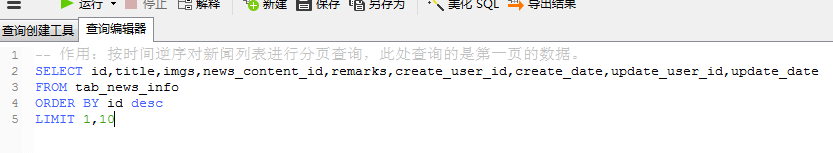 运行 停止 解释 新建 保存 另存为 美化 SQL 导出结果
查询创建工具 查询编辑器
1 -- 作用：按时间逆序对新闻列表进行分页查询，此处查询的是第一页的数据。
2 SELECT id,title,imgs,news_content_id,remarks,create_user_id,create_date,update_user_id,update_date
3 FROM tab_news_info
4 ORDER BY id desc
5 LIMIT 1,10